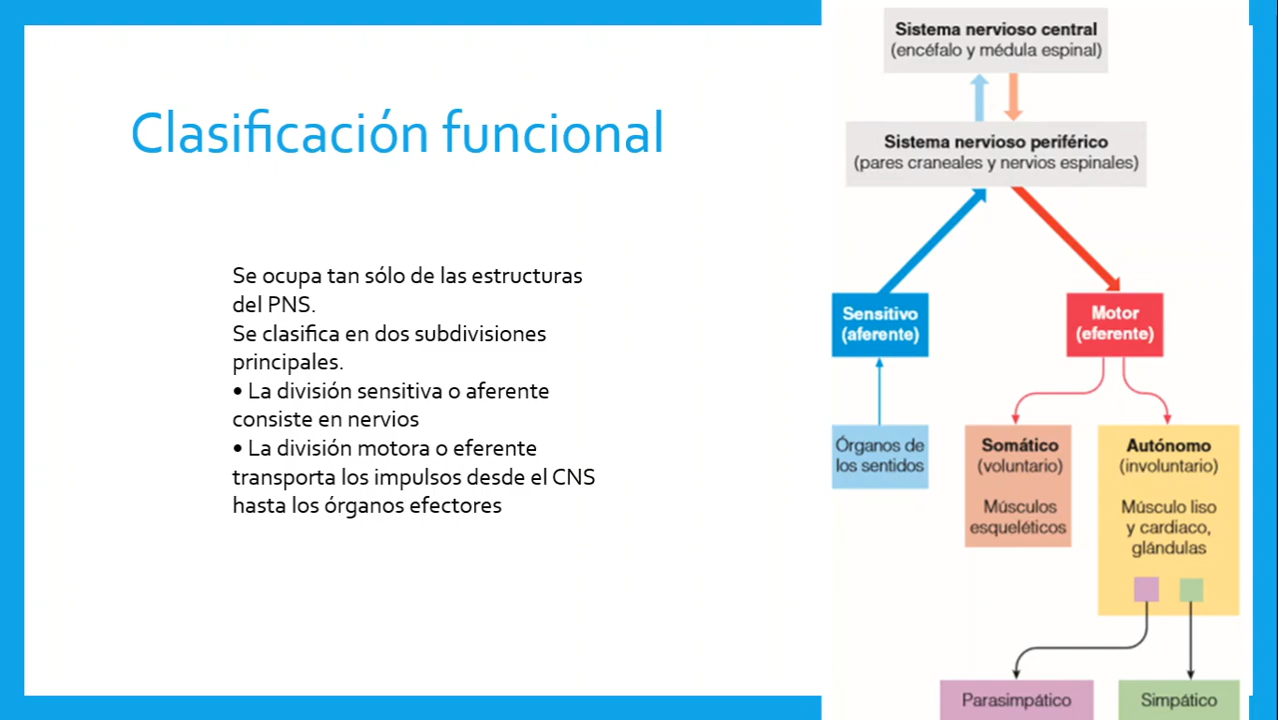 Clasificación funcional
Se ocupa tan sólo de las estructuras
del PNS.
Se clasifica en dos subdivisiones
principales.
• La división sensitiva o aferente
consiste en nervios
• La división motora o eferente
transporta los impulsos desde el CNS
hasta los órganos efectores
Sistema nervioso central
(encéfalo y médula espinal)
Sistema nervioso periférico
(pares craneales y nervios espinales)
Sensitivo
(aferente)
Motor
(eferente)
Órganos de
los sentidos
Somático
(voluntario)
Músculos
esqueléticos
Autónomo
(involuntario)
Músculo liso
y cardiaco,
glándulas
Parasimpático
Simpático